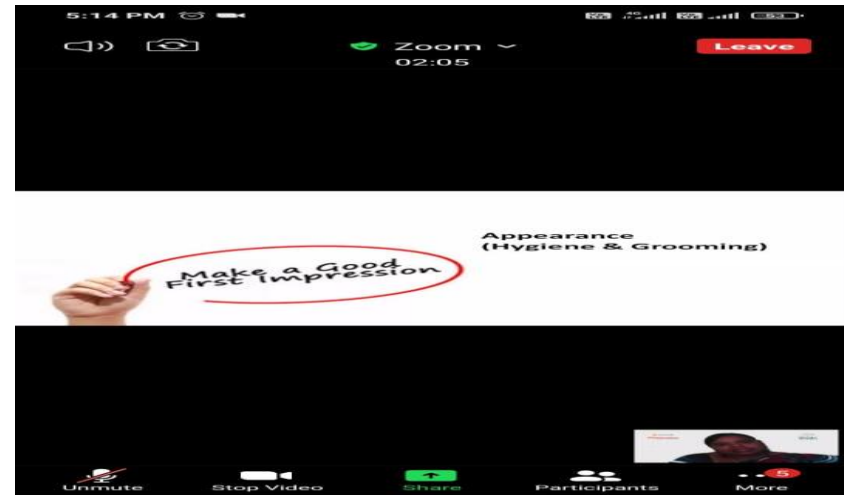 5:14 PM
Zoom
Leave
02:05
Appearance
(Hygiene & Grooming)
Make a Good
First Impression
5
Unmute
Stop Video
Share
Participants
More